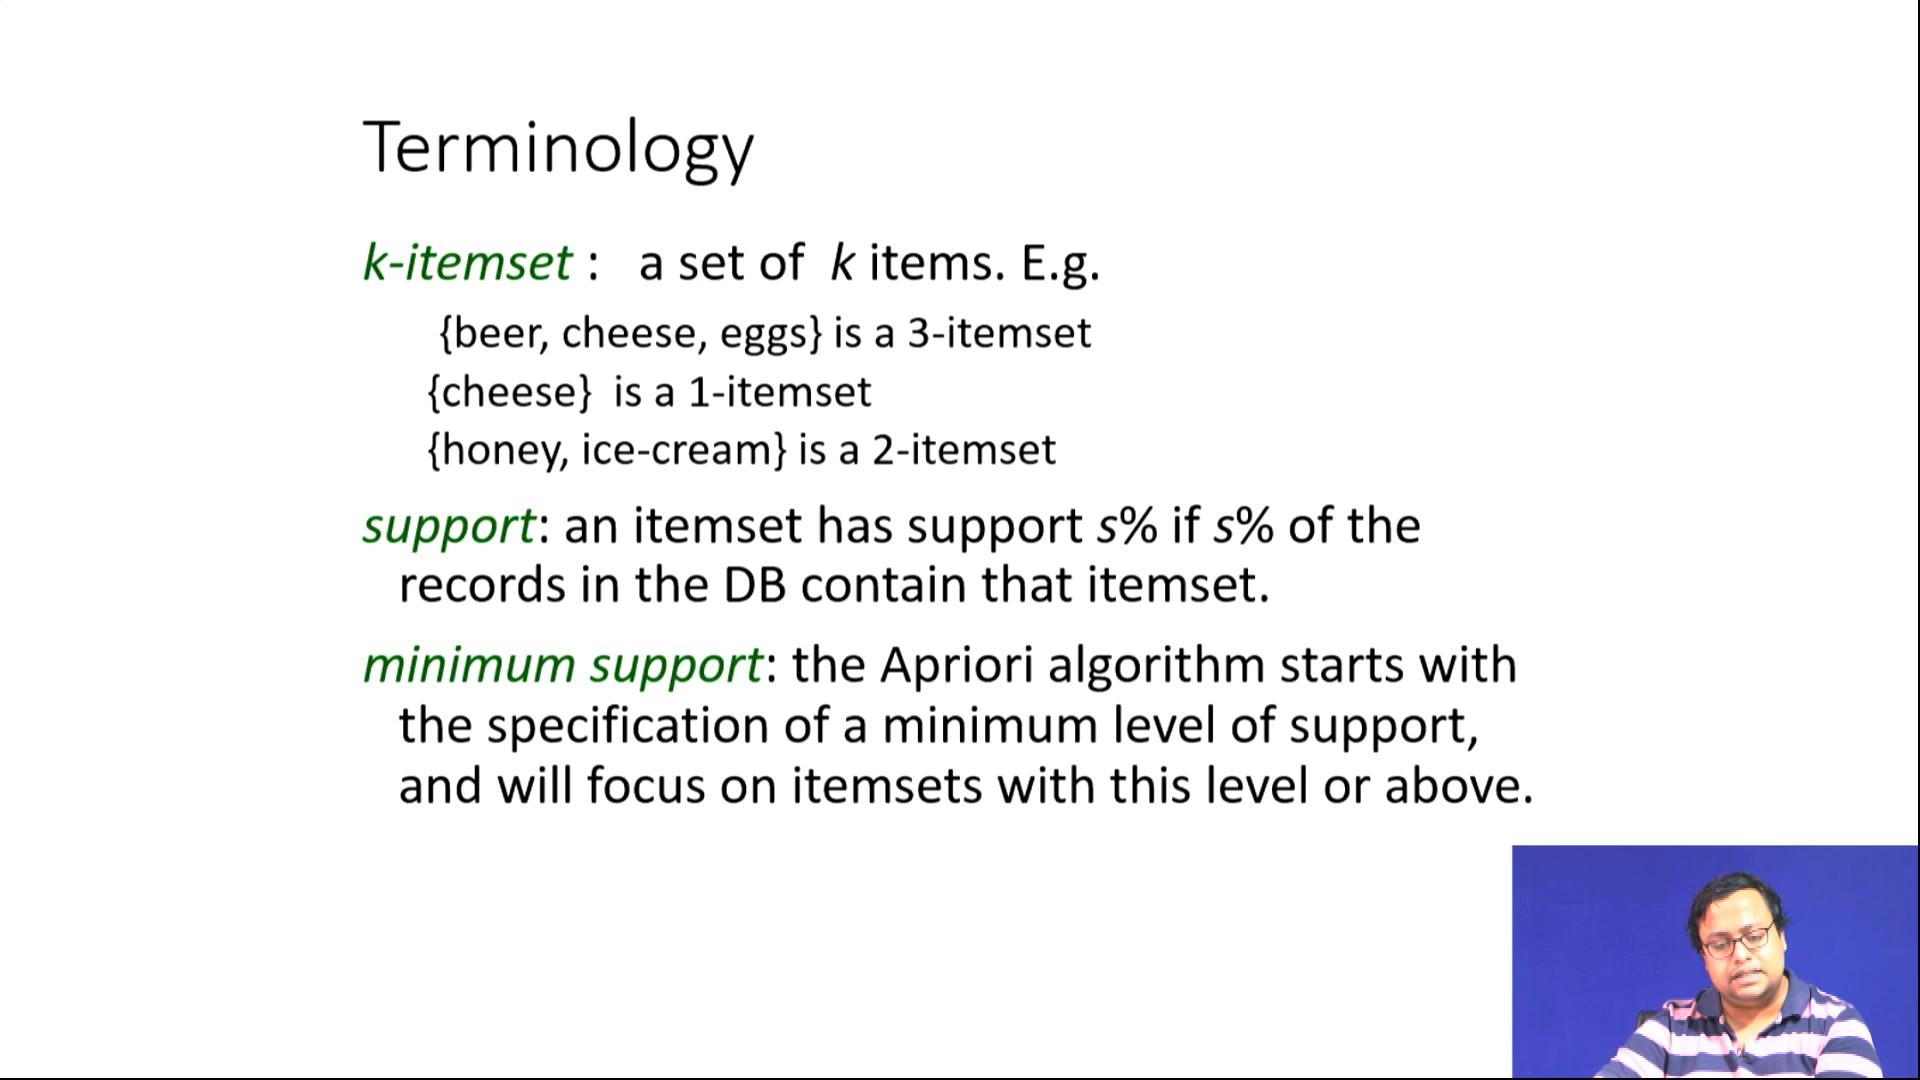 Terminology
k-itemset : a set of k items. E.g.
{beer, cheese, eggs} is a 3-itemset
{cheese} is a 1-itemset
{honey, ice-cream} is a 2-itemset
support: an itemset has support s% if s% of the
records in the DB contain that itemset.
minimum support: the Apriori algorithm starts with
the specification of a minimum level of support,
and will focus on itemsets with this level or above.